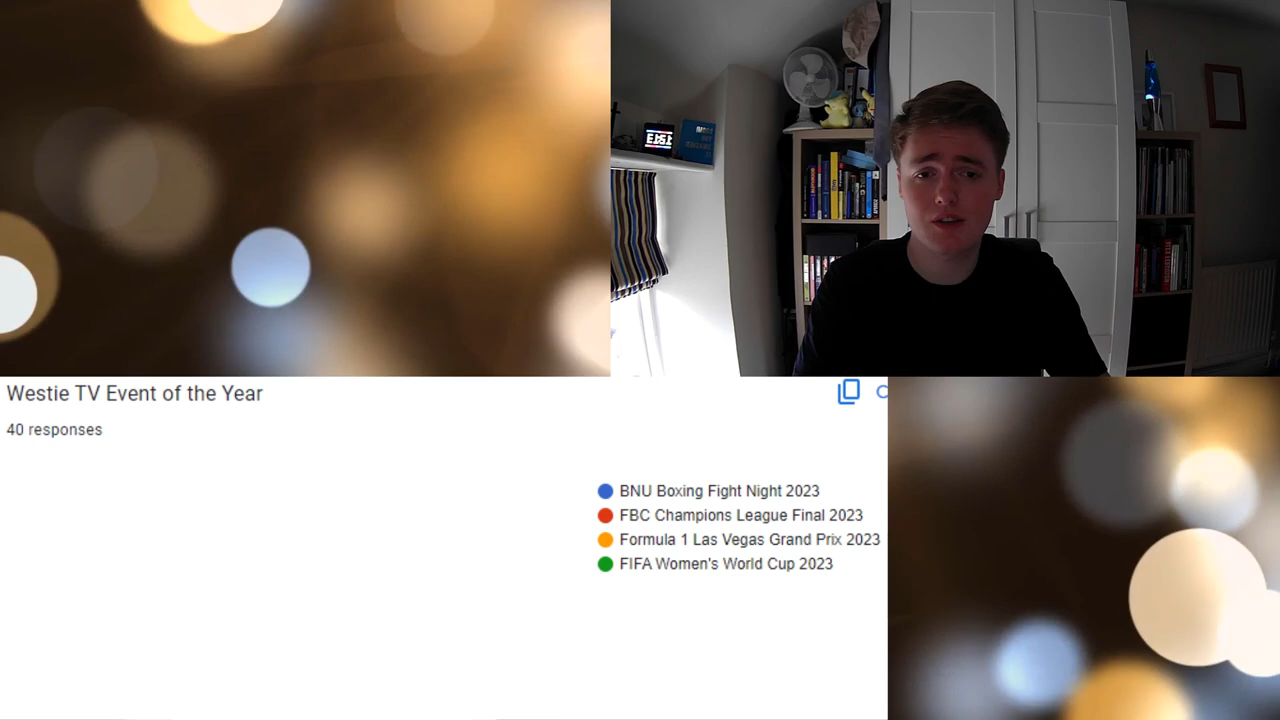 Westie TV Event of the Year
40 responses
BNU Boxing Fight Night 2023
FBC Champions League Final 2023
Formula 1 Las Vegas Grand Prix 2023
FIFA Women's World Cup 2023